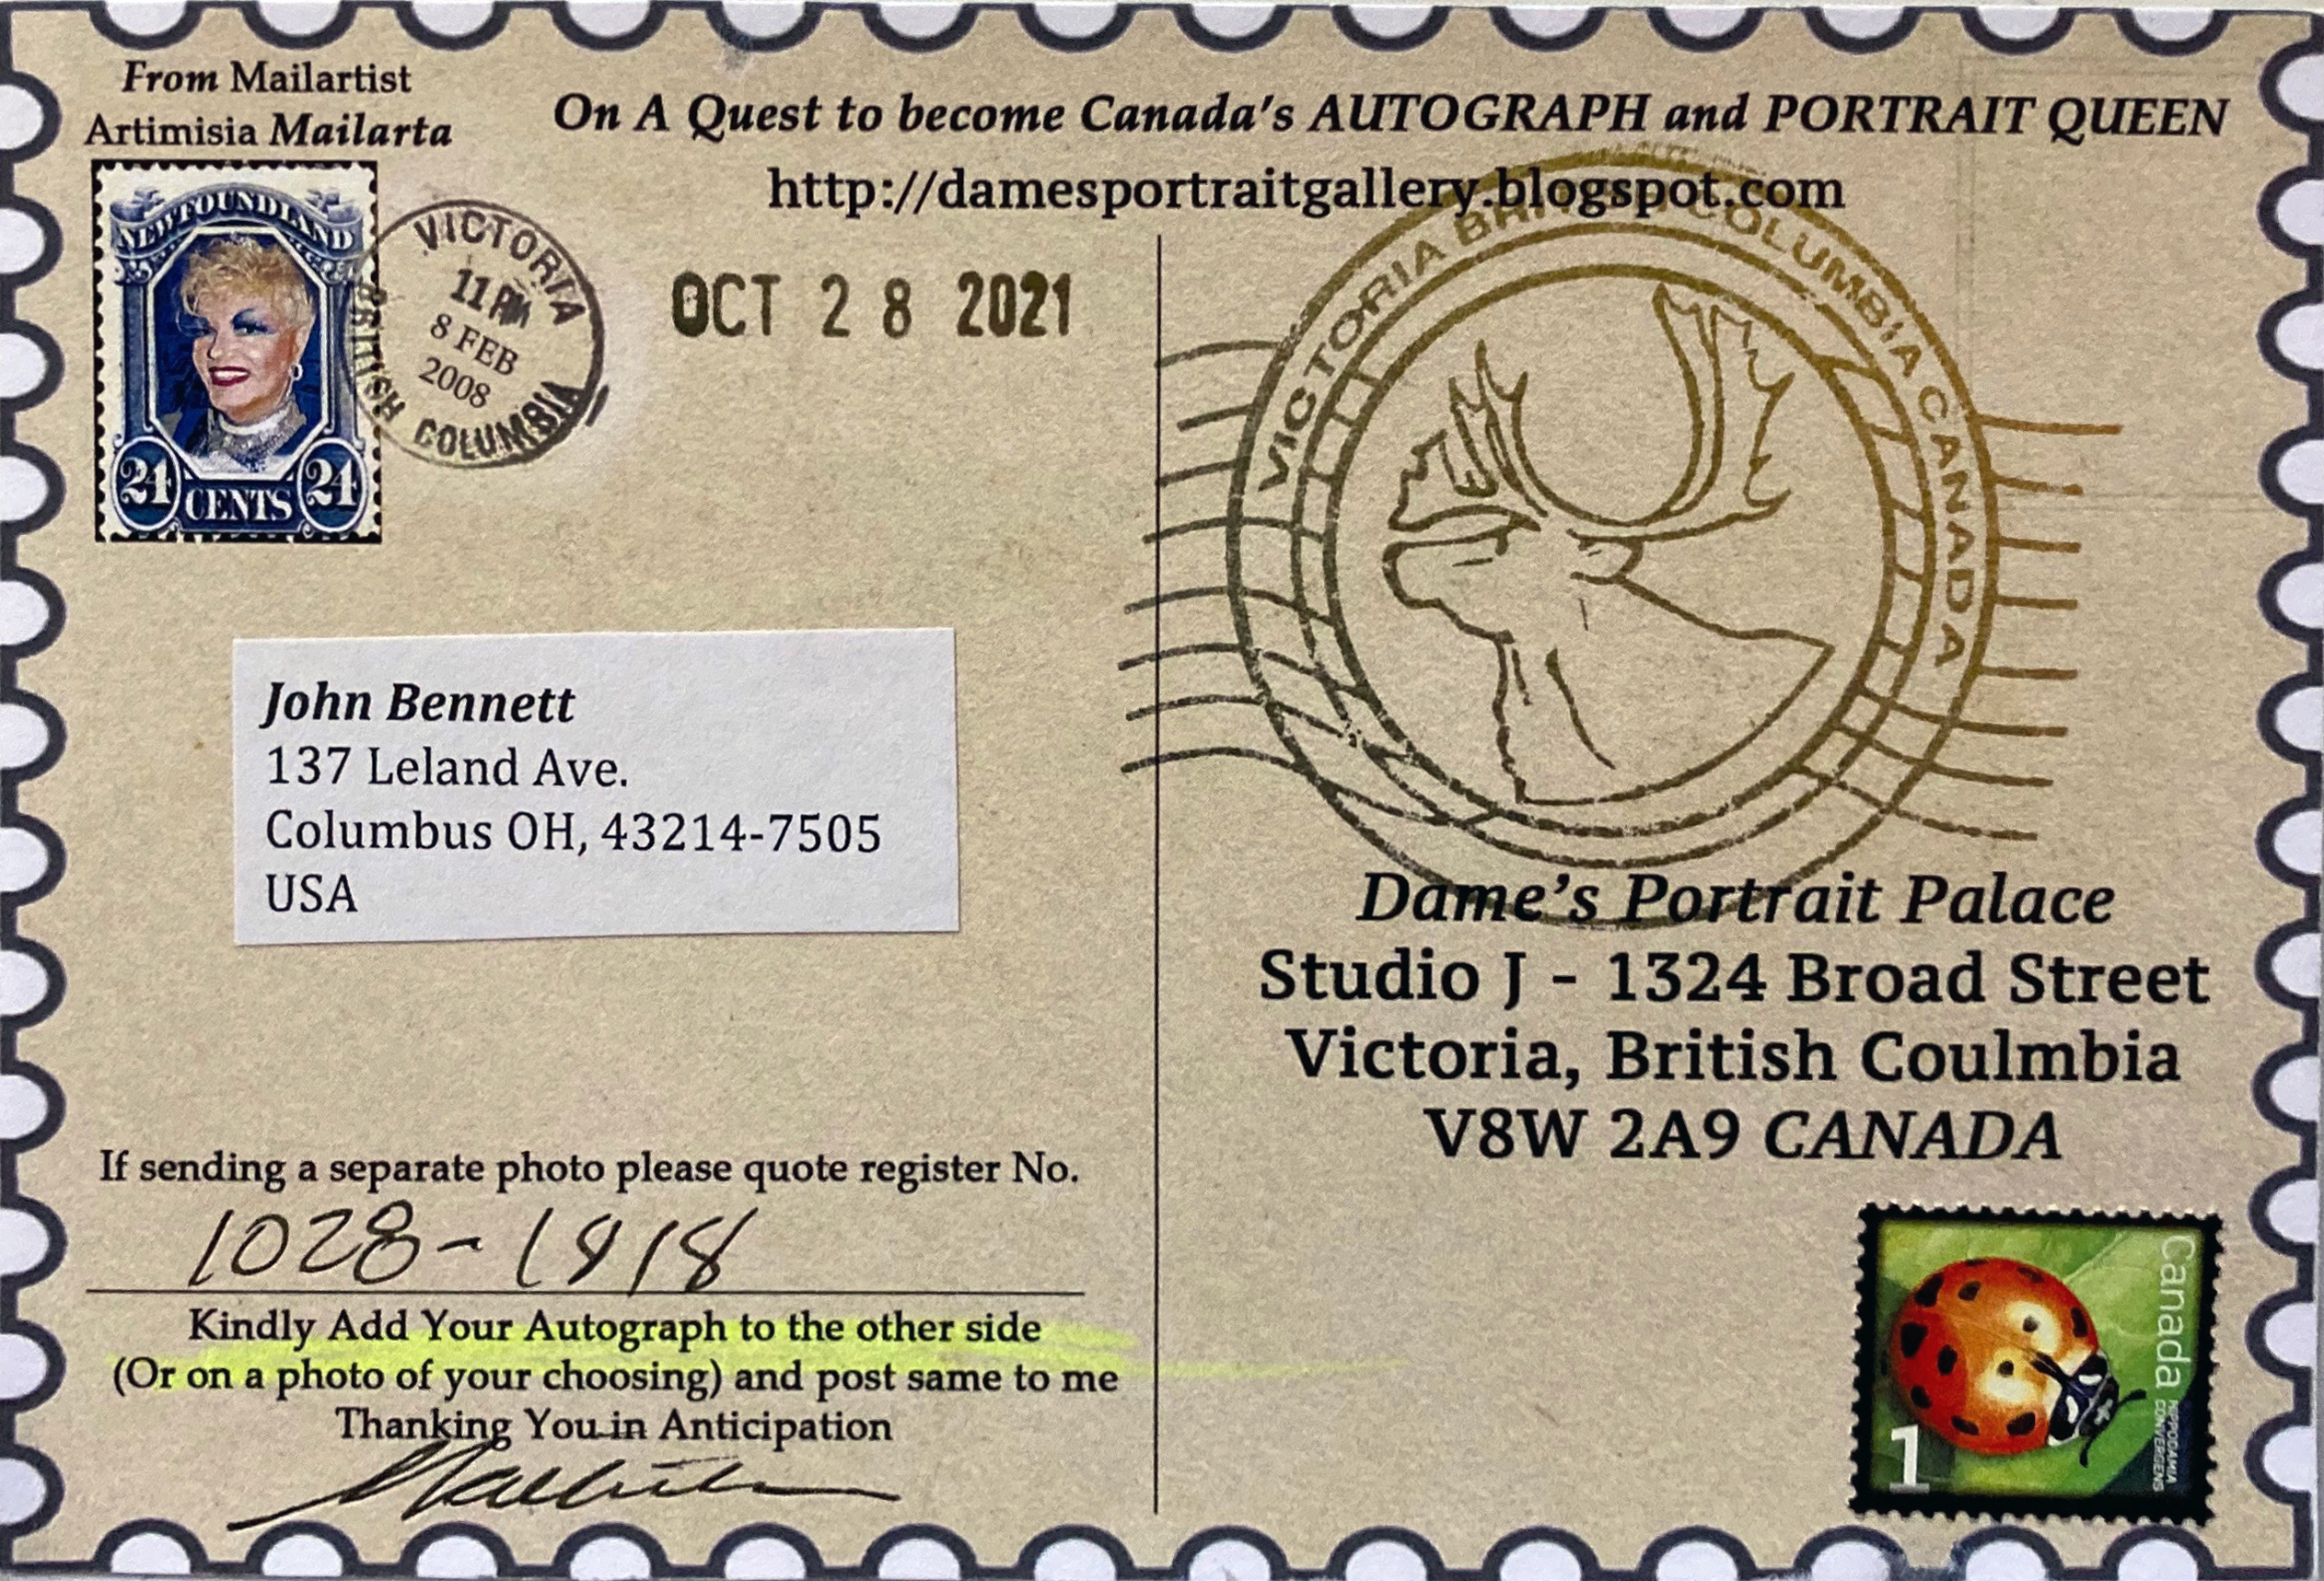 From Mailartist
Artimisia Mailarta
On A Quest to become Canada's AUTOGRAPH and PORTRAIT QUEEN
http://damesportraitgallery.blogspot.com
NEWFOUNDLAND
24 CENTS 24
VICTORIA
11 PM
8 FEB
2008
BRITISH COLUMBIA
OCT 28 2021
VICTORIA BRITISH COLUMBIA CANADA
John Bennett
137 Leland Ave.
Columbus OH, 43214-7505
USA
Dame's Portrait Palace
Studio J - 1324 Broad Street
Victoria, British Coulmbia
V8W 2A9 CANADA
If sending a separate photo please quote register No.
1028-1918
Kindly Add Your Autograph to the other side
(Or on a photo of your choosing) and post same to me
Thanking You in Anticipation
Canada
HIPPODAMIA
CONVERGENS
1